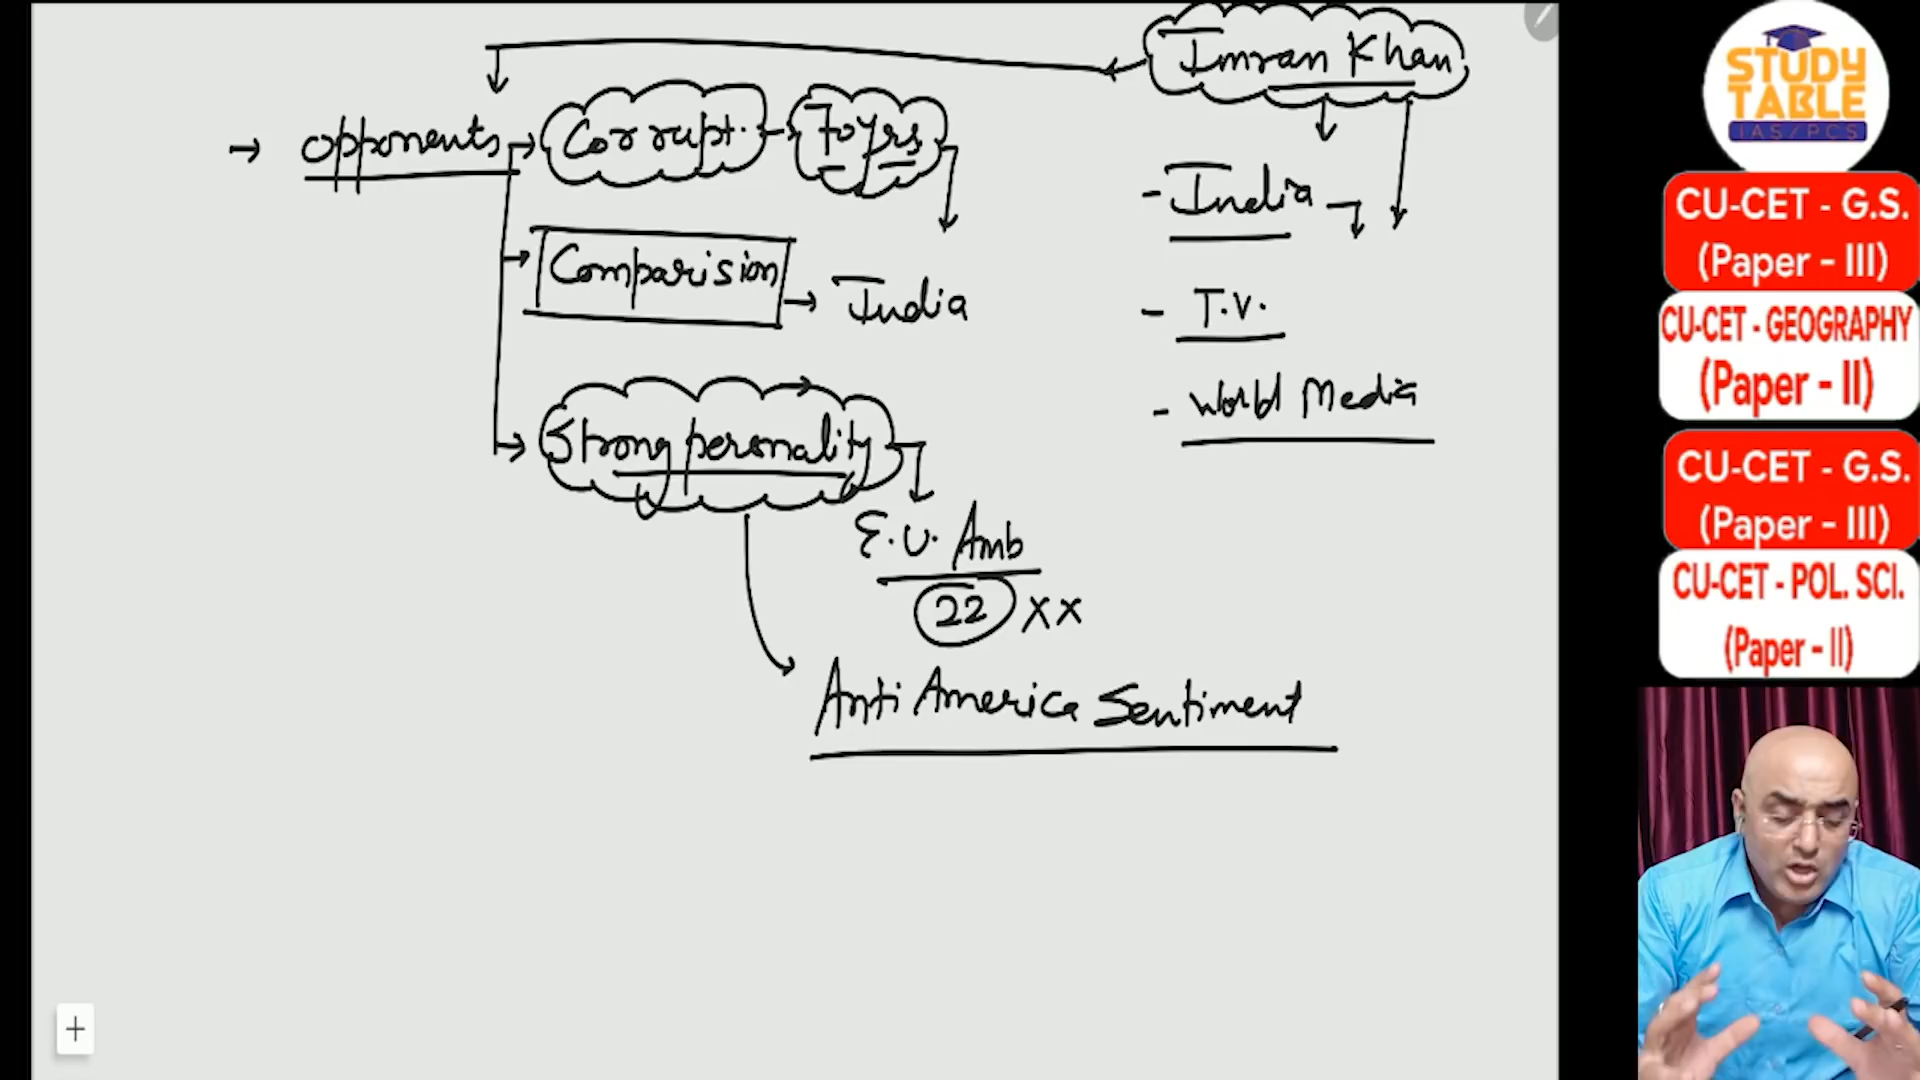 Imran Khan
→ opponents → Corrupt. - 70 yrs
- India
Comparision → India
- T.V.
- World Media
Strong personality
E.U. Amb
22 XX
Anti America Sentiment
+
STUDY
TABLE
IAS/PCS
CU-CET - G.S.
(Paper - III)
CU-CET - GEOGRAPHY
(Paper - II)
CU-CET - G.S.
(Paper - III)
CU-CET - POL. SCI.
(Paper - II)